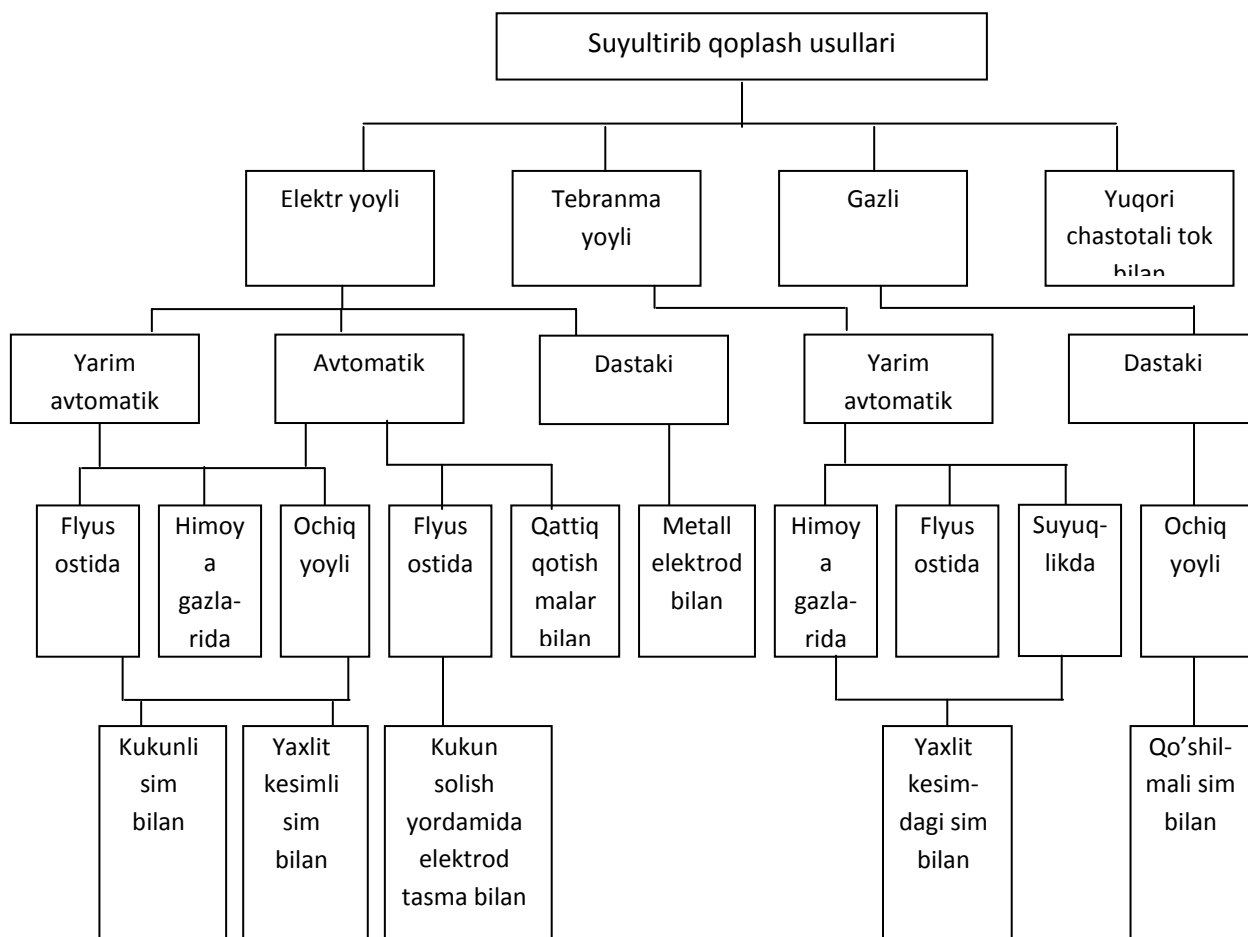 Suyultirib qoplash usullari
Elektr yoyli
Tebranma
yoyli
Gazli
Yuqori
chastotali tok
bilan
Yarim
avtomatik
Avtomatik
Dastaki
Yarim
avtomatik
Dastaki
Flyus
ostida
Himoy
a
gazla-
rida
Ochiq
yoyli
Flyus
ostida
Qattiq
qotish
malar
bilan
Metall
elektrod
bilan
Himoy
a
gazla-
rida
Flyus
ostida
Suyuq-
likda
Ochiq
yoyli
Kukunli
sim
bilan
Yaxlit
kesimli
sim
bilan
Kukun
solish
yordamida
elektrod
tasma bilan
Yaxlit
kesim-
dagi sim
bilan
Qo’shil-
mali sim
bilan